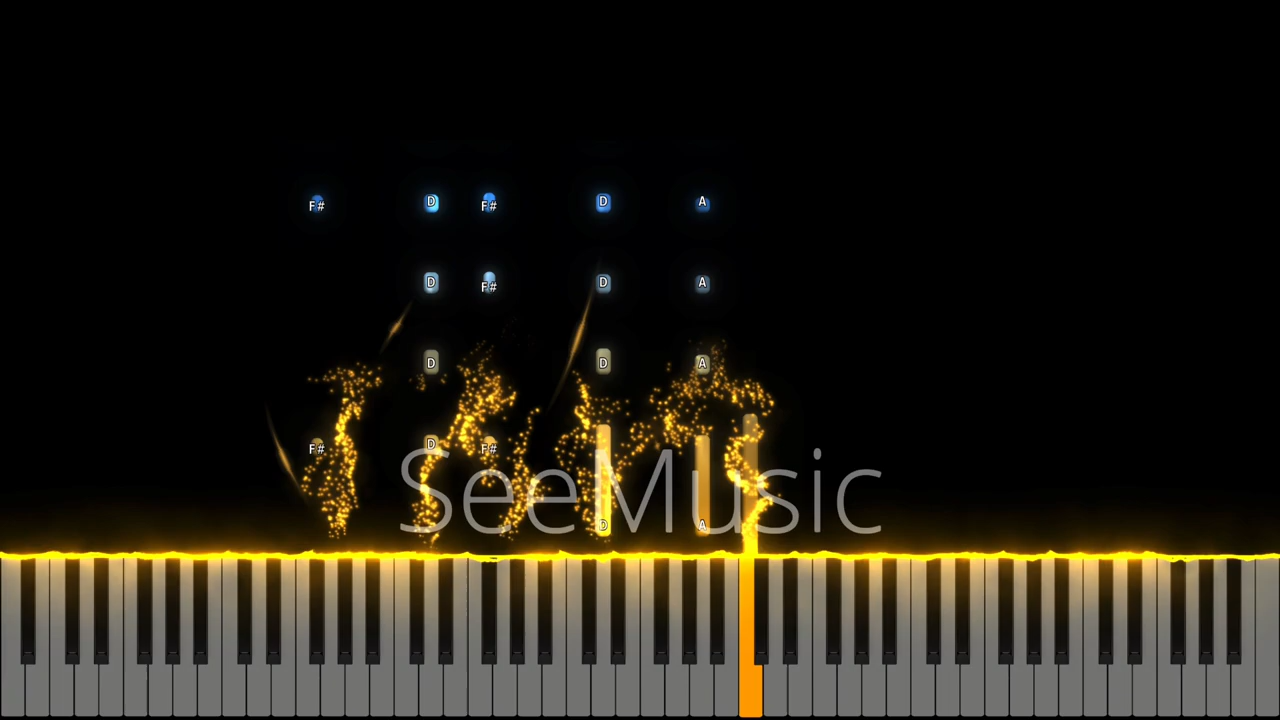 F# D F# D A
D F# D A
D D A
F# D F#
SeeMusic
D A